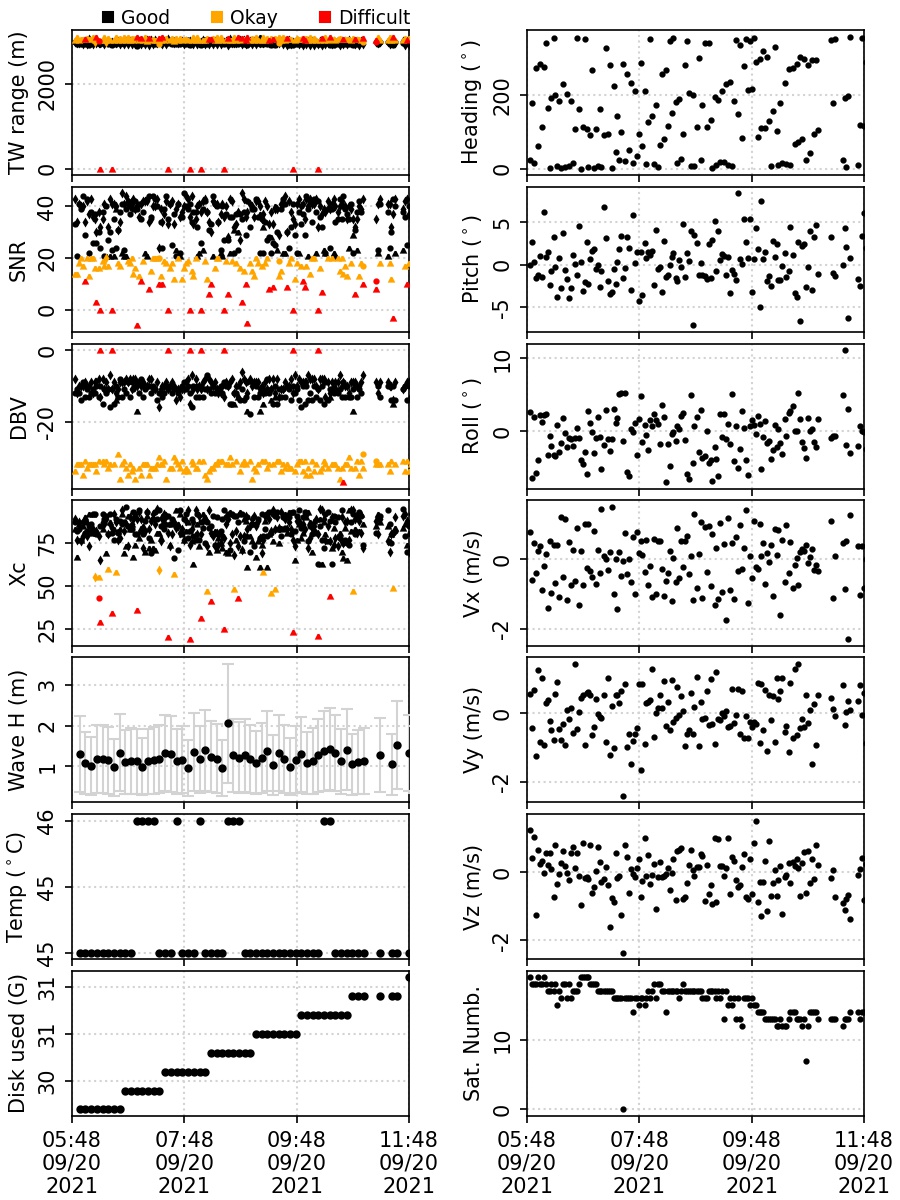 Good Okay Difficult
TW range (m)
2000
0
Heading (°)
200
0
SNR
40
20
0
Pitch (°)
5
0
-5
DBV
0
-20
Roll (°)
10
0
Xc
75
50
25
Vx (m/s)
0
-2
Wave H (m)
3
2
1
Vy (m/s)
0
-2
Temp (°C)
46
45
45
Vz (m/s)
0
-2
Disk used (G)
31
31
30
Sat. Numb.
10
0
05:48 07:48 09:48 11:48
09/20 09/20 09/20 09/20
2021 2021 2021 2021
05:48 07:48 09:48 11:48
09/20 09/20 09/20 09/20
2021 2021 2021 2021